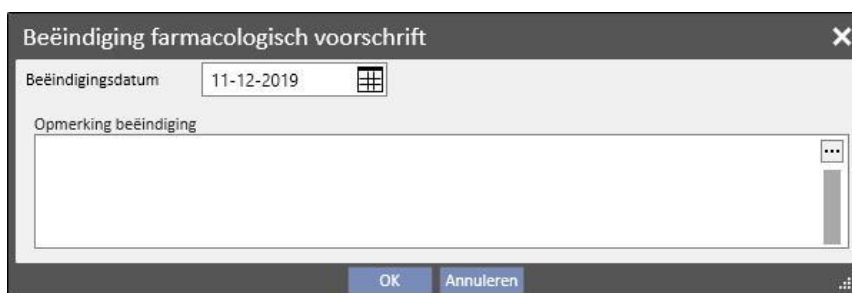 Beëindiging farmacologisch voorschrift
Beëindigingsdatum 11-12-2019
Opmerking beëindiging
OK Annuleren